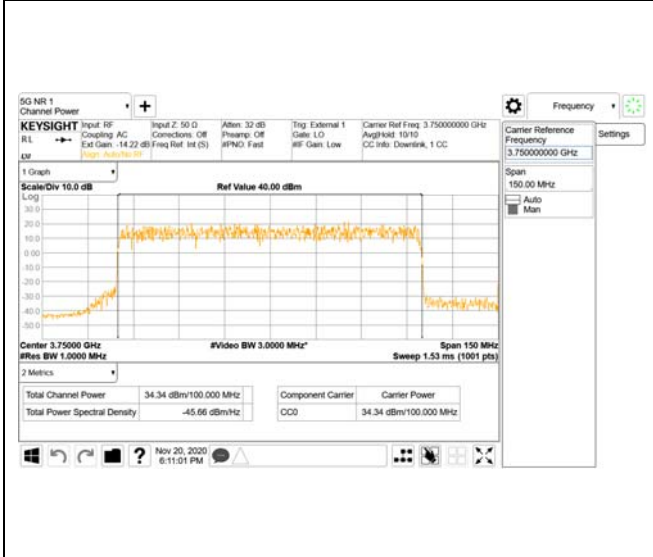 5G NR 1
Channel Power
Frequency
KEYSIGHT
Input: RF
Input Z: 50 Ω
Atten: 32 dB
Trig: External 1
Carrier Ref Freq: 3.750000000 GHz
RL
Coupling: AC
Corrections: Off
Preamp: Off
Gate: LO
Avg|Hold: 10/10
Ext Gain: -14.22 dB
Freq Ref: Int (S)
#PNO: Fast
#IF Gain: Low
CC Info: Downlink, 1 CC
Align: Auto/No RF
Carrier Reference
Frequency
3.750000000 GHz
Settings
Span
150.00 MHz
Auto
Man
1 Graph
Scale/Div 10.0 dB
Ref Value 40.00 dBm
Log
30.0
20.0
10.0
0.00
-10.0
-20.0
-30.0
-40.0
-50.0
Center 3.75000 GHz
#Video BW 3.0000 MHz*
Span 150 MHz
#Res BW 1.0000 MHz
Sweep 1.53 ms (1001 pts)
2 Metrics
Total Channel Power
34.34 dBm/100.000 MHz
Component Carrier
Carrier Power
Total Power Spectral Density
-45.66 dBm/Hz
CC0
34.34 dBm/100.000 MHz
Nov 20, 2020
6:11:01 PM